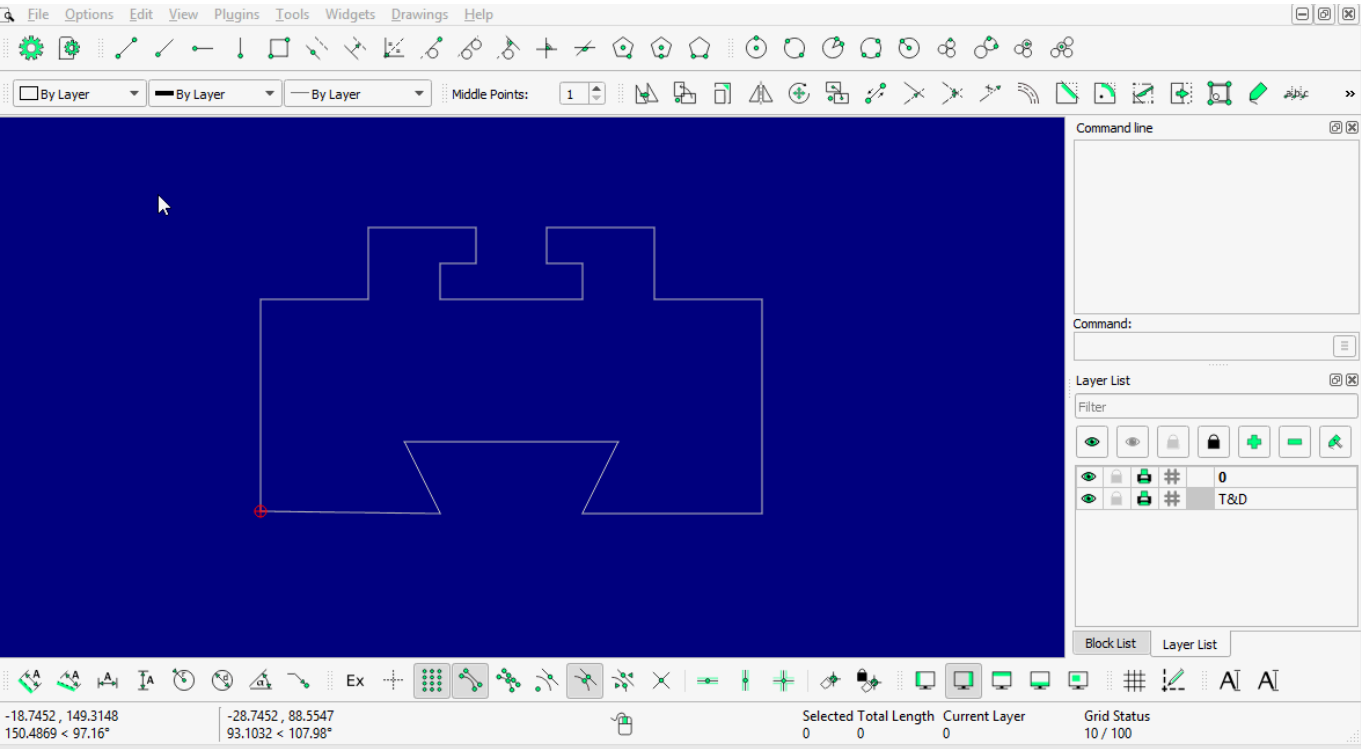 File Options Edit View Plugins Tools Widgets Drawings Help
By Layer By Layer By Layer Middle Points: 1 a|b|c »
Command line
Command:
Layer List
Filter
0
T&D
Block List Layer List
A A A A r d a Ex A A
-18.7452 , 149.3148 -28.7452 , 88.5547 Selected Total Length Current Layer Grid Status
150.4869 < 97.16° 93.1032 < 107.98° 0 0 0 10 / 100